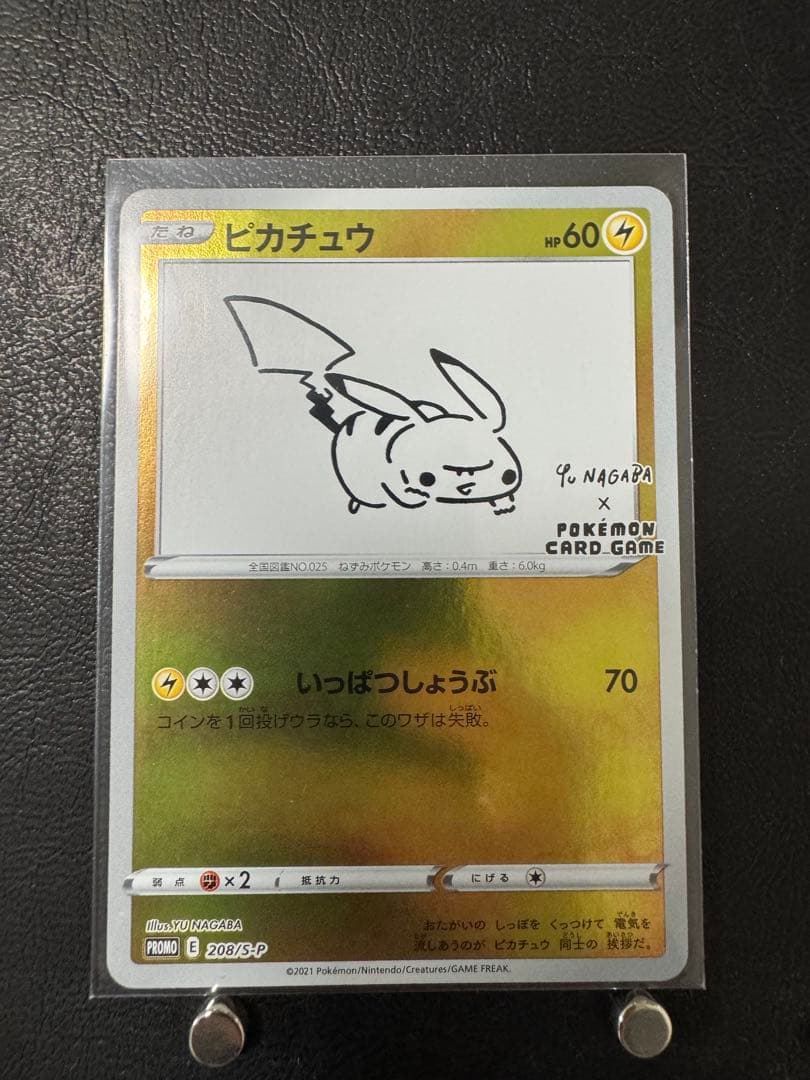 たね ピカチュウ HP60
Yu NAGABA
×
POKÉMON
CARD GAME
全国図鑑NO.025 ねずみポケモン 高さ:0.4m 重さ:6.0kg
いっぱつしょうぶ 70
コインを1回投げウラなら、このワザは失敗。
弱点 ×2 抵抗力 にげる
Illus.YU NAGABA
PROMO E 208/S-P
おたがいの しっぽを くっつけて 電気を
流しあうのが ピカチュウ 同士の 挨拶だ。
©2021 Pokémon/Nintendo/Creatures/GAME FREAK.